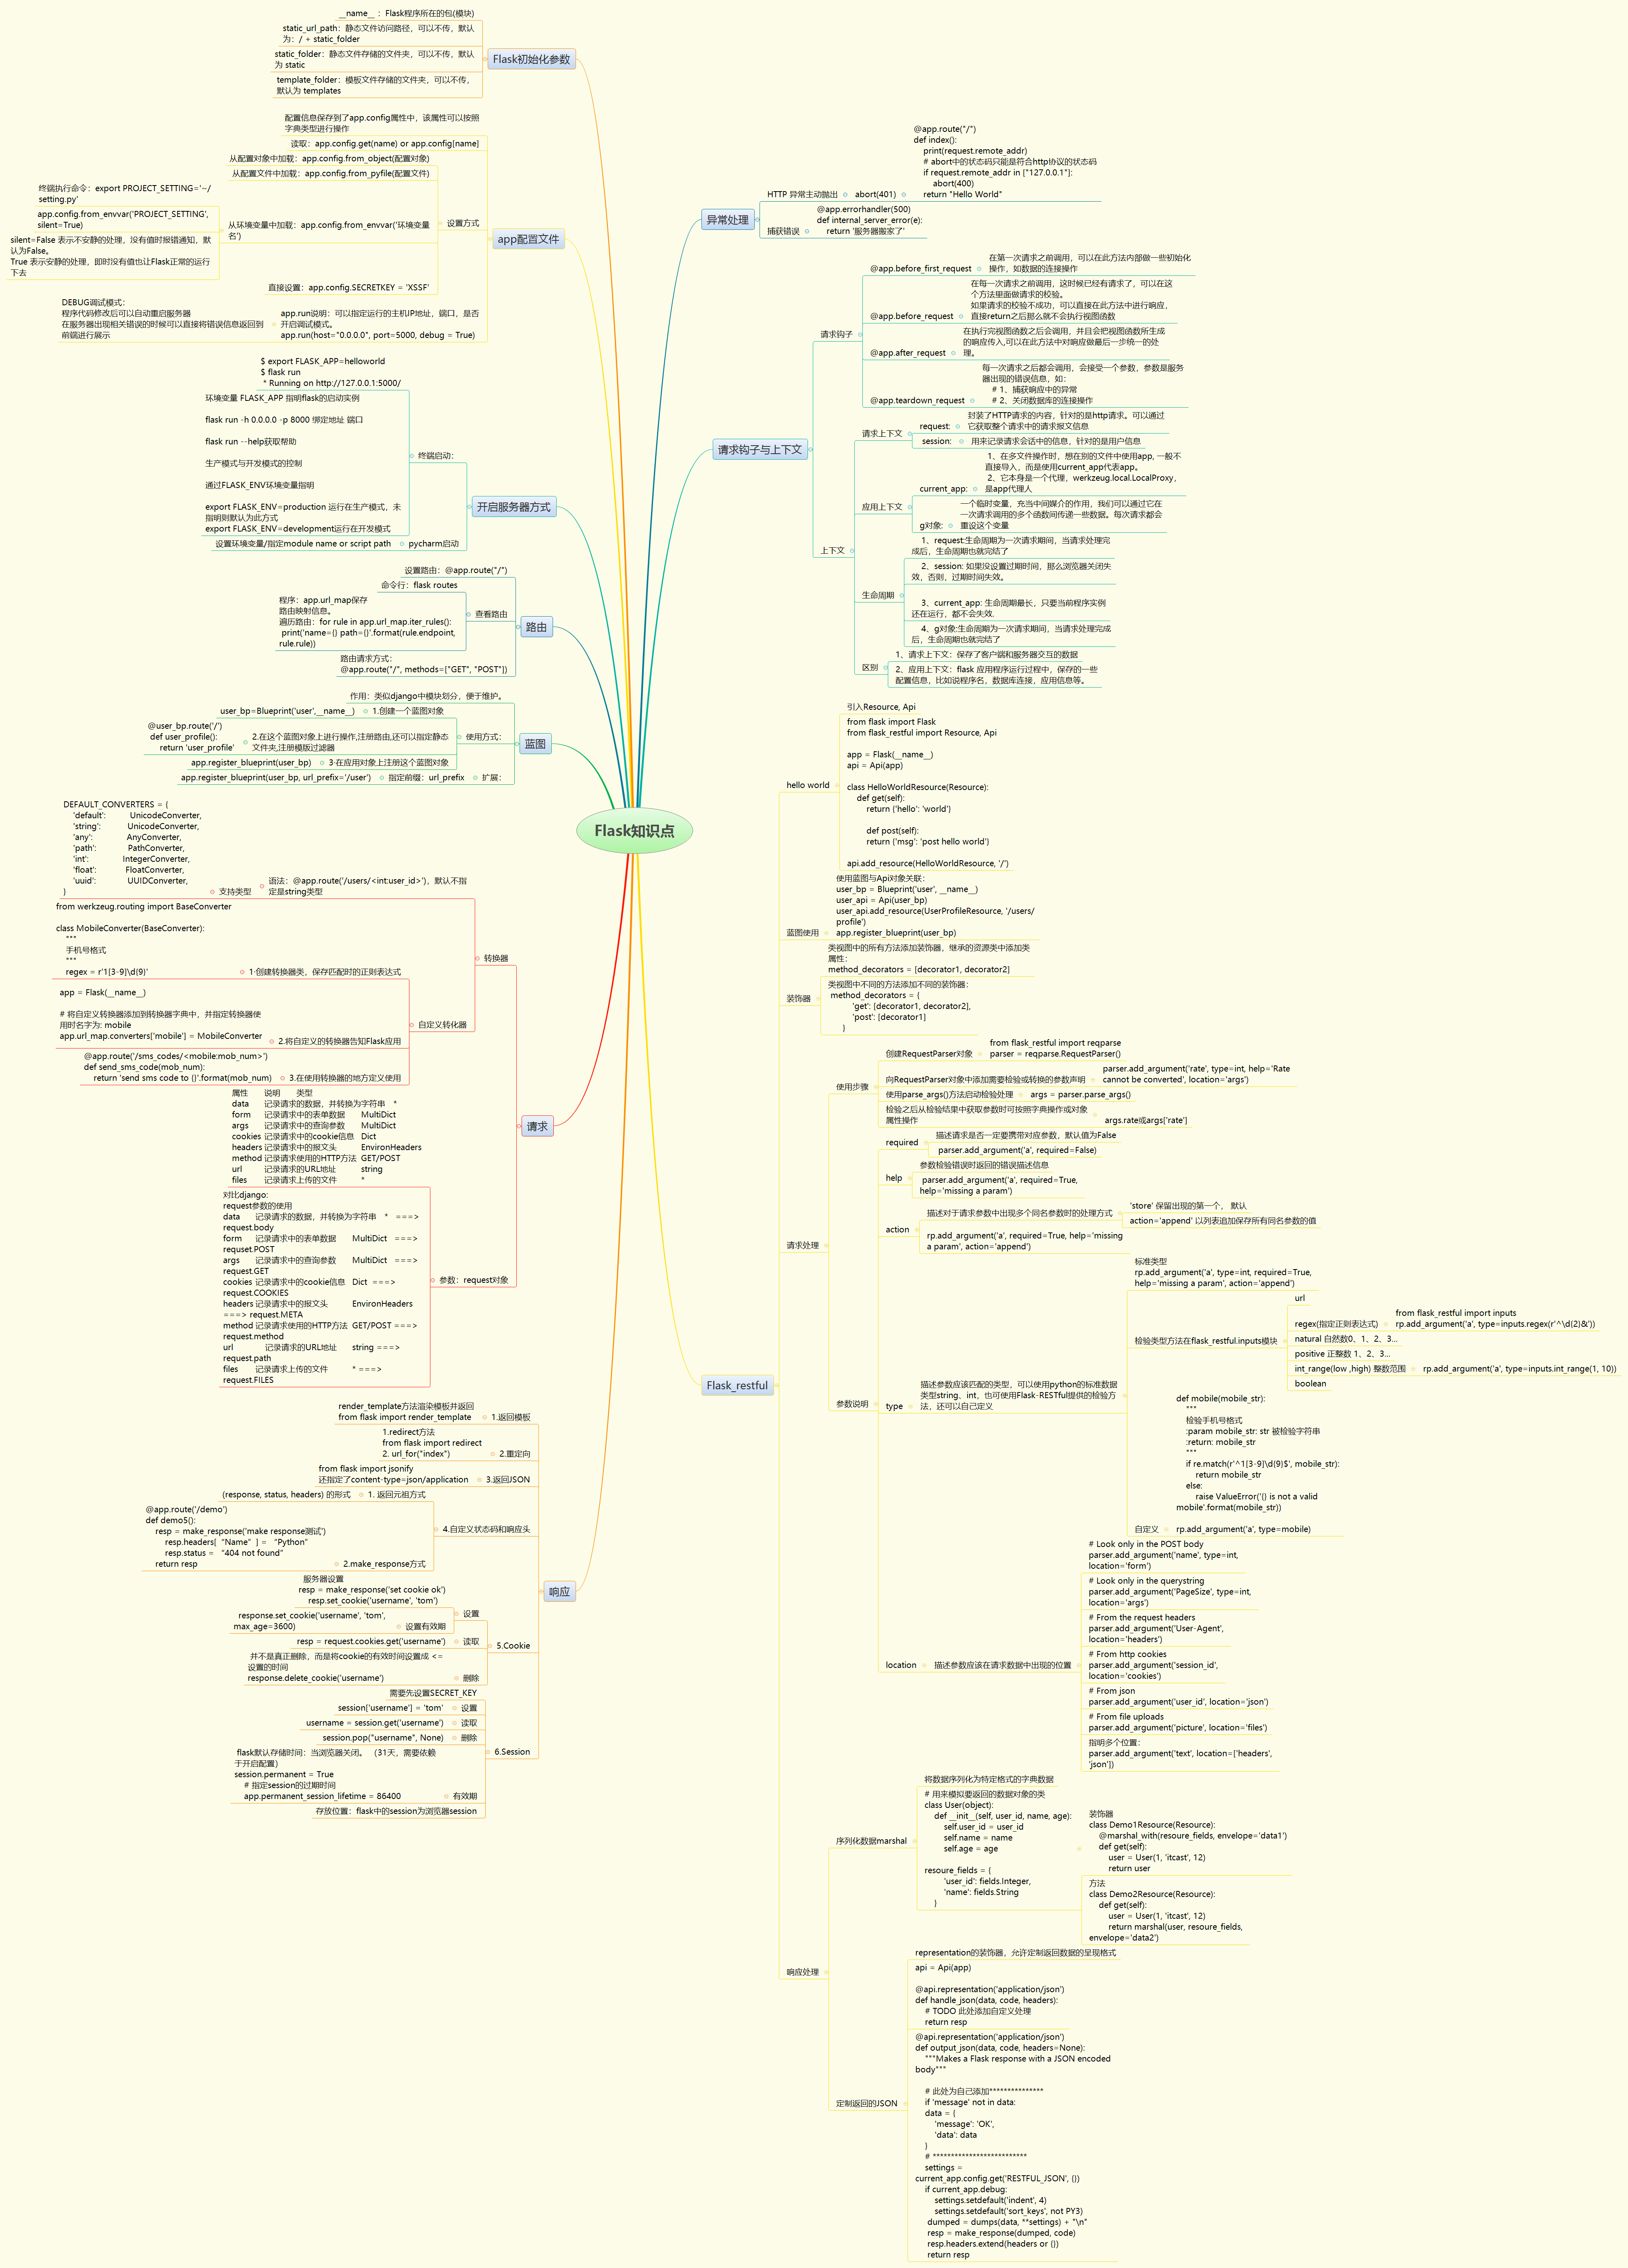 Flask知识点
Flask初始化参数
__name__ ：Flask程序所在的包(模块)
static_url_path：静态文件访问路径，可以不传，默认
为：/ + static_folder
static_folder：静态文件存储的文件夹，可以不传，默认
为 static
template_folder：模板文件存储的文件夹，可以不传，
默认为 templates
app配置文件
配置信息保存到了app.config属性中，该属性可以按照
字典类型进行操作
读取：app.config.get(name) or app.config[name]
设置方式
从配置对象中加载：app.config.from_object(配置对象)
从配置文件中加载：app.config.from_pyfile(配置文件)
从环境变量中加载：app.config.from_envvar('环境变量
名')
终端执行命令：export PROJECT_SETTING='~/
setting.py'
app.config.from_envvar('PROJECT_SETTING',
silent=True)
silent=False 表示不安静的处理，没有值时报错通知，默
认为False。
True 表示安静的处理，即时没有值也让Flask正常的运行
下去
直接设置：app.config.SECRETKEY = 'XSSF'
app.run说明：可以指定运行的主机IP地址，端口，是否
开启调试模式。
app.run(host="0.0.0.0", port=5000, debug = True)
DEBUG调试模式：
程序代码修改后可以自动重启服务器
在服务器出现相关错误的时候可以直接将错误信息返回到
前端进行展示
开启服务器方式
终端启动：
$ export FLASK_APP=helloworld
$ flask run
* Running on http://127.0.0.1:5000/
环境变量 FLASK_APP 指明flask的启动实例
flask run -h 0.0.0.0 -p 8000 绑定地址 端口
flask run --help获取帮助
生产模式与开发模式的控制
通过FLASK_ENV环境变量指明
export FLASK_ENV=production 运行在生产模式，未
指明则默认为此方式
export FLASK_ENV=development运行在开发模式
pycharm启动
设置环境变量/指定module name or script path
路由
设置路由：@app.route("/")
查看路由
命令行：flask routes
程序：app.url_map保存
路由映射信息。
遍历路由：for rule in app.url_map.iter_rules():
print('name={} path={}'.format(rule.endpoint,
rule.rule))
路由请求方式：
@app.route("/", methods=["GET", "POST"])
蓝图
作用：类似django中模块划分，便于维护。
使用方式：
1.创建一个蓝图对象
user_bp=Blueprint('user',__name__)
2.在这个蓝图对象上进行操作,注册路由,还可以指定静态
文件夹,注册模版过滤器
@user_bp.route('/')
def user_profile():
return 'user_profile'
3-在应用对象上注册这个蓝图对象
app.register_blueprint(user_bp)
扩展：
指定前缀：url_prefix
app.register_blueprint(user_bp, url_prefix='/user')
请求
转换器
语法：@app.route('/users/<int:user_id>')，默认不指
定是string类型
支持类型
DEFAULT_CONVERTERS = {
'default': UnicodeConverter,
'string': UnicodeConverter,
'any': AnyConverter,
'path': PathConverter,
'int': IntegerConverter,
'float': FloatConverter,
'uuid': UUIDConverter,
}
自定义转化器
1-创建转换器类，保存匹配时的正则表达式
from werkzeug.routing import BaseConverter
class MobileConverter(BaseConverter):
"""
手机号格式
"""
regex = r'1[3-9]\d{9}'
2.将自定义的转换器告知Flask应用
app = Flask(__name__)
# 将自定义转换器添加到转换器字典中，并指定转换器使
用时名字为: mobile
app.url_map.converters['mobile'] = MobileConverter
3.在使用转换器的地方定义使用
@app.route('/sms_codes/<mobile:mob_num>')
def send_sms_code(mob_num):
return 'send sms code to {}'.format(mob_num)
参数：request对象
属性 说明 类型
data 记录请求的数据，并转换为字符串 *
form 记录请求中的表单数据 MultiDict
args 记录请求中的查询参数 MultiDict
cookies 记录请求中的cookie信息 Dict
headers 记录请求中的报文头 EnvironHeaders
method 记录请求使用的HTTP方法 GET/POST
url 记录请求的URL地址 string
files 记录请求上传的文件 *
对比django:
request参数的使用
data 记录请求的数据，并转换为字符串 * ===>
request.body
form 记录请求中的表单数据 MultiDict ===>
requset.POST
args 记录请求中的查询参数 MultiDict ===>
request.GET
cookies 记录请求中的cookie信息 Dict ===>
request.COOKIES
headers 记录请求中的报文头 EnvironHeaders
===> request.META
method 记录请求使用的HTTP方法 GET/POST ===>
request.method
url 记录请求的URL地址 string ===>
request.path
files 记录请求上传的文件 * ===>
request.FILES
响应
1.返回模板
render_template方法渲染模板并返回
from flask import render_template
2.重定向
1.redirect方法
from flask import redirect
2. url_for("index")
3.返回JSON
from flask import jsonify
还指定了content-type=json/application
4.自定义状态码和响应头
1. 返回元祖方式
(response, status, headers) 的形式
2.make_response方式
@app.route('/demo')
def demo5():
resp = make_response('make response测试')
resp.headers[ “Name” ] = “Python”
resp.status = “404 not found”
return resp
5.Cookie
设置
服务器设置
resp = make_response('set cookie ok')
resp.set_cookie('username', 'tom')
设置有效期
response.set_cookie('username', 'tom',
max_age=3600)
读取
resp = request.cookies.get('username')
删除
并不是真正删除，而是将cookie的有效时间设置成 <=
设置的时间
response.delete_cookie('username')
6.Session
需要先设置SECRET_KEY
设置
session['username'] = 'tom'
读取
username = session.get('username')
删除
session.pop("username", None)
有效期
flask默认存储时间：当浏览器关闭。 （31天，需要依赖
于开启配置）
session.permanent = True
# 指定session的过期时间
app.permanent_session_lifetime = 86400
存放位置：flask中的session为浏览器session
异常处理
HTTP 异常主动抛出
abort(401)
@app.route("/")
def index():
print(request.remote_addr)
# abort中的状态码只能是符合http协议的状态码
if request.remote_addr in ["127.0.0.1"]:
abort(400)
return "Hello World"
捕获错误
@app.errorhandler(500)
def internal_server_error(e):
return '服务器搬家了'
请求钩子与上下文
请求钩子
@app.before_first_request
在第一次请求之前调用，可以在此方法内部做一些初始化
操作，如数据的连接操作
@app.before_request
在每一次请求之前调用，这时候已经有请求了，可以在这
个方法里面做请求的校验。
如果请求的校验不成功，可以直接在此方法中进行响应，
直接return之后那么就不会执行视图函数
@app.after_request
在执行完视图函数之后会调用，并且会把视图函数所生成
的响应传入,可以在此方法中对响应做最后一步统一的处
理。
@app.teardown_request
每一次请求之后都会调用，会接受一个参数，参数是服务
器出现的错误信息，如：
# 1、捕获响应中的异常
# 2、关闭数据库的连接操作
上下文
请求上下文
request:
封装了HTTP请求的内容，针对的是http请求。可以通过
它获取整个请求中的请求报文信息
session:
用来记录请求会话中的信息，针对的是用户信息
应用上下文
current_app:
1、在多文件操作时，想在别的文件中使用app, 一般不
直接导入，而是使用current_app代表app。
2、它本身是一个代理，werkzeug.local.LocalProxy，
是app代理人
g对象:
一个临时变量，充当中间媒介的作用，我们可以通过它在
一次请求调用的多个函数间传递一些数据。每次请求都会
重设这个变量
生命周期
1、request:生命周期为一次请求期间，当请求处理完
成后，生命周期也就完结了
2、session: 如果没设置过期时间，那么浏览器关闭失
效，否则，过期时间失效。
3、current_app: 生命周期最长，只要当前程序实例
还在运行，都不会失效.
4、g对象:生命周期为一次请求期间，当请求处理完成
后，生命周期也就完结了
区别
1、请求上下文：保存了客户端和服务器交互的数据
2、应用上下文：flask 应用程序运行过程中，保存的一些
配置信息，比如说程序名，数据库连接，应用信息等。
Flask_restful
hello world
引入Resource, Api
from flask import Flask
from flask_restful import Resource, Api
app = Flask(__name__)
api = Api(app)
class HelloWorldResource(Resource):
def get(self):
return {'hello': 'world'}
def post(self):
return {'msg': 'post hello world'}
api.add_resource(HelloWorldResource, '/')
蓝图使用
使用蓝图与Api对象关联：
user_bp = Blueprint('user', __name__)
user_api = Api(user_bp)
user_api.add_resource(UserProfileResource, '/users/
profile')
app.register_blueprint(user_bp)
装饰器
类视图中的所有方法添加装饰器，继承的资源类中添加类
属性：
method_decorators = [decorator1, decorator2]
类视图中不同的方法添加不同的装饰器：
method_decorators = {
'get': [decorator1, decorator2],
'post': [decorator1]
}
请求处理
使用步骤
创建RequestParser对象
from flask_restful import reqparse
parser = reqparse.RequestParser()
向RequestParser对象中添加需要检验或转换的参数声明
parser.add_argument('rate', type=int, help='Rate
cannot be converted', location='args')
使用parse_args()方法启动检验处理
args = parser.parse_args()
检验之后从检验结果中获取参数时可按照字典操作或对象
属性操作
args.rate或args['rate']
参数说明
required
描述请求是否一定要携带对应参数，默认值为False
parser.add_argument('a', required=False)
help
参数检验错误时返回的错误描述信息
parser.add_argument('a', required=True,
help='missing a param')
action
描述对于请求参数中出现多个同名参数时的处理方式
'store' 保留出现的第一个， 默认
action='append' 以列表追加保存所有同名参数的值
rp.add_argument('a', required=True, help='missing
a param', action='append')
type
描述参数应该匹配的类型，可以使用python的标准数据
类型string、int，也可使用Flask-RESTful提供的检验方
法，还可以自己定义
标准类型
rp.add_argument('a', type=int, required=True,
help='missing a param', action='append')
检验类型方法在flask_restful.inputs模块
url
regex(指定正则表达式)
from flask_restful import inputs
rp.add_argument('a', type=inputs.regex(r'^\d{2}&'))
natural 自然数0、1、2、3...
positive 正整数 1、2、3...
int_range(low ,high) 整数范围
rp.add_argument('a', type=inputs.int_range(1, 10))
boolean
自定义
def mobile(mobile_str):
"""
检验手机号格式
:param mobile_str: str 被检验字符串
:return: mobile_str
"""
if re.match(r'^1[3-9]\d{9}$', mobile_str):
return mobile_str
else:
raise ValueError('{} is not a valid
mobile'.format(mobile_str))
rp.add_argument('a', type=mobile)
location
描述参数应该在请求数据中出现的位置
# Look only in the POST body
parser.add_argument('name', type=int,
location='form')
# Look only in the querystring
parser.add_argument('PageSize', type=int,
location='args')
# From the request headers
parser.add_argument('User-Agent',
location='headers')
# From http cookies
parser.add_argument('session_id',
location='cookies')
# From json
parser.add_argument('user_id', location='json')
# From file uploads
parser.add_argument('picture', location='files')
指明多个位置：
parser.add_argument('text', location=['headers',
'json'])
响应处理
序列化数据marshal
将数据序列化为特定格式的字典数据
# 用来模拟要返回的数据对象的类
class User(object):
def __init__(self, user_id, name, age):
self.user_id = user_id
self.name = name
self.age = age
resoure_fields = {
'user_id': fields.Integer,
'name': fields.String
}
装饰器
class Demo1Resource(Resource):
@marshal_with(resoure_fields, envelope='data1')
def get(self):
user = User(1, 'itcast', 12)
return user
方法
class Demo2Resource(Resource):
def get(self):
user = User(1, 'itcast', 12)
return marshal(user, resoure_fields,
envelope='data2')
定制返回的JSON
representation的装饰器，允许定制返回数据的呈现格式
api = Api(app)
@api.representation('application/json')
def handle_json(data, code, headers):
# TODO 此处添加自定义处理
return resp
@api.representation('application/json')
def output_json(data, code, headers=None):
"""Makes a Flask response with a JSON encoded
body"""
# 此处为自己添加***************
if 'message' not in data:
data = {
'message': 'OK',
'data': data
}
# **************************
settings =
current_app.config.get('RESTFUL_JSON', {})
if current_app.debug:
settings.setdefault('indent', 4)
settings.setdefault('sort_keys', not PY3)
dumped = dumps(data, **settings) + "\n"
resp = make_response(dumped, code)
resp.headers.extend(headers or {})
return resp